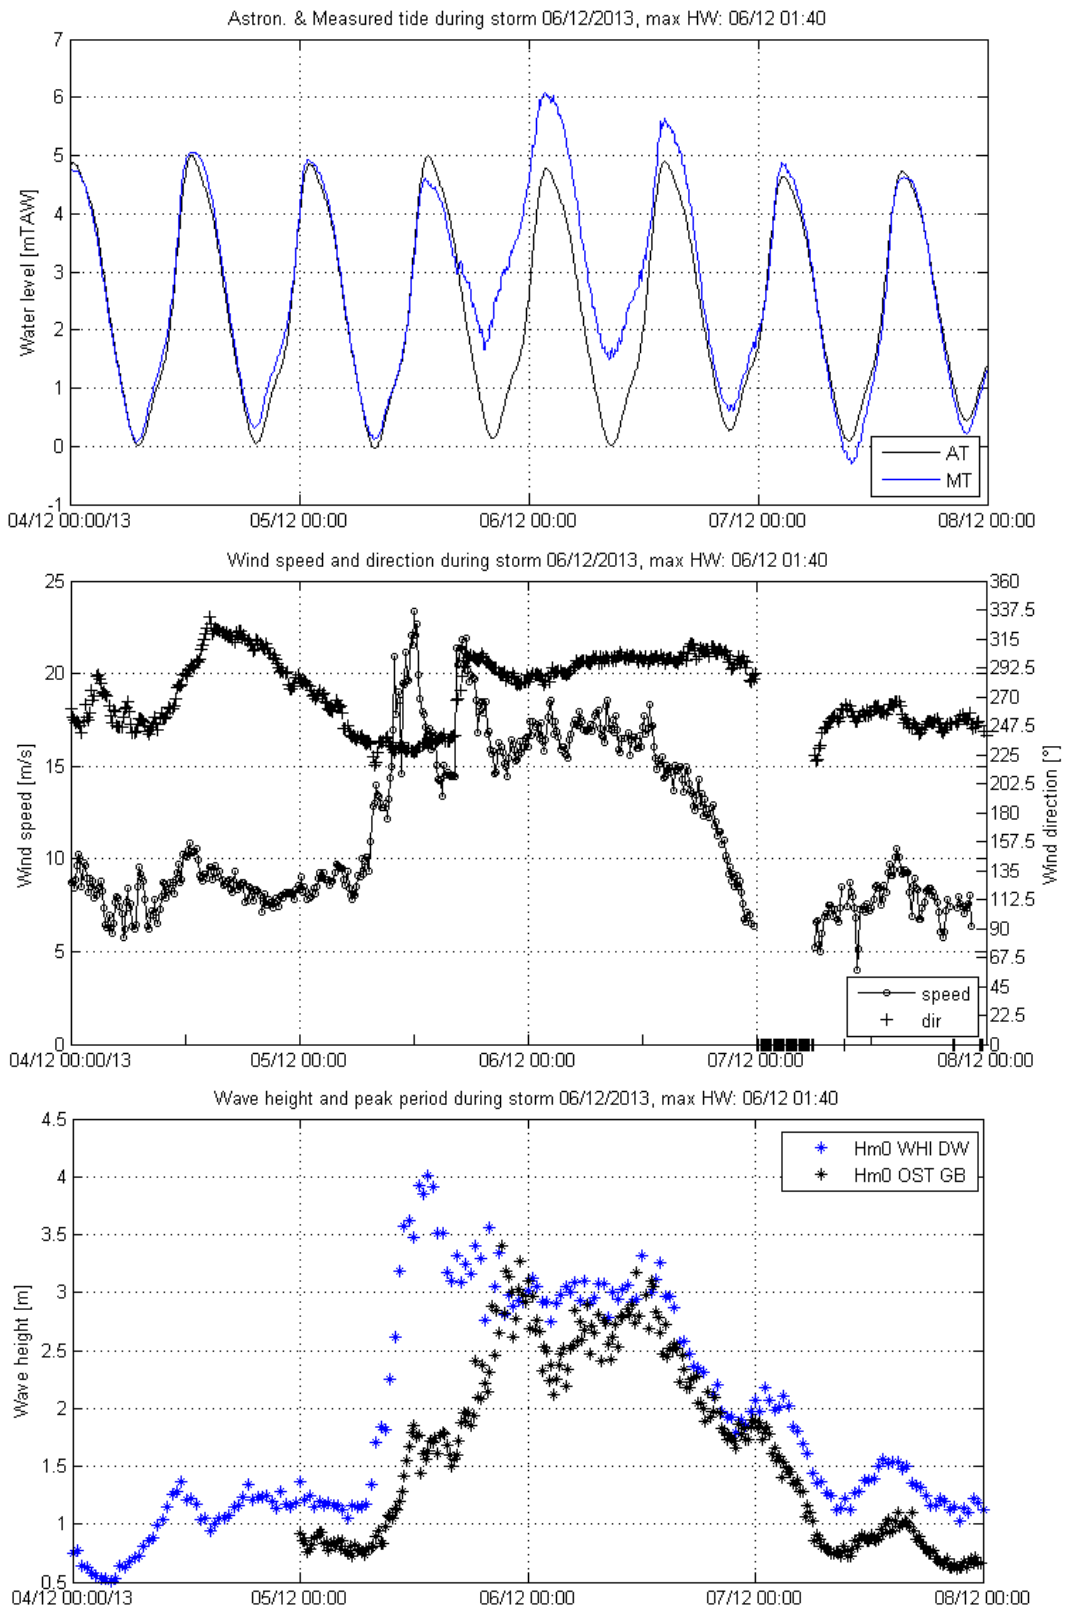 Astron. & Measured tide during storm 06/12/2013, max HW: 06/12 01:40
7
6
5
4
3
2
1
0
-1
Water level [mTAW]
AT
MT
04/12 00:00/13 05/12 00:00 06/12 00:00 07/12 00:00 08/12 00:00
Wind speed and direction during storm 06/12/2013, max HW: 06/12 01:40
25
20
15
10
5
0
Wind speed [m/s]
360
337.5
315
292.5
270
247.5
225
202.5
180
157.5
135
112.5
90
67.5
45
22.5
0
Wind direction [°]
speed
dir
04/12 00:00/13 05/12 00:00 06/12 00:00 07/12 00:00 08/12 00:00
Wave height and peak period during storm 06/12/2013, max HW: 06/12 01:40
4.5
4
3.5
3
2.5
2
1.5
1
0.5
Wave height [m]
Hm0 WHI DW
Hm0 OST GB
04/12 00:00/13 05/12 00:00 06/12 00:00 07/12 00:00 08/12 00:00